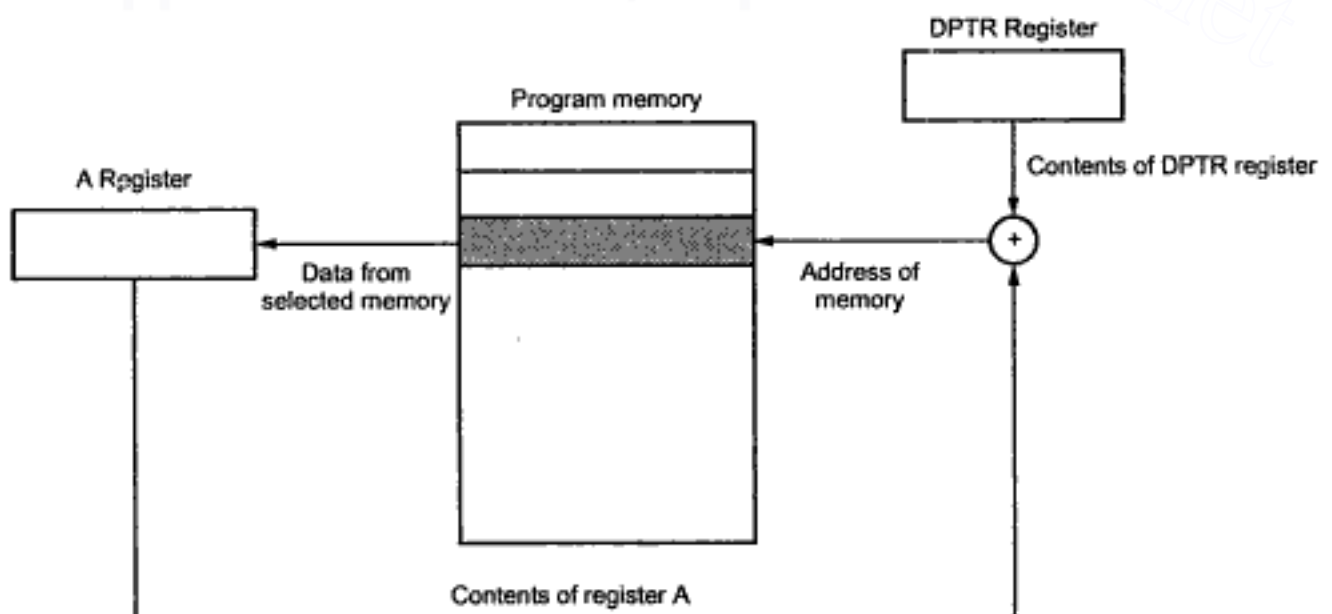 DPTR Register
Program memory
Contents of DPTR register
A Register
+
Data from
selected memory
Address of
memory
Contents of register A